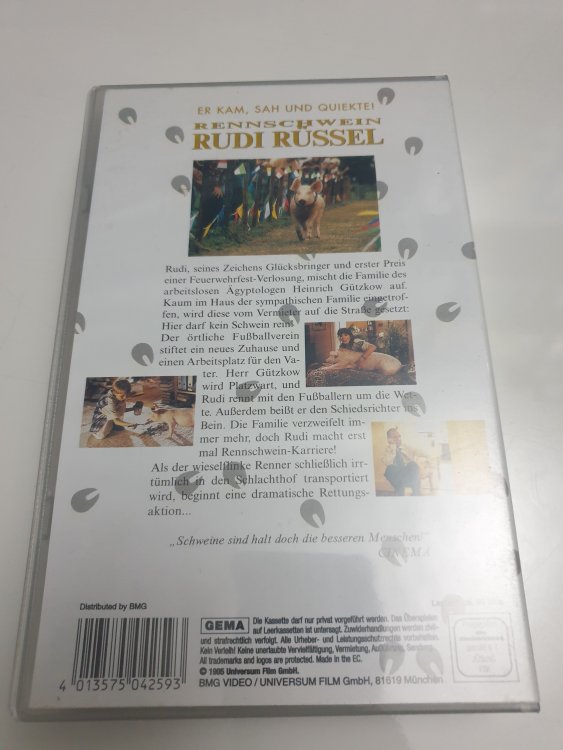 ER KAM, SAH UND QUIEKTE!
RENNSCHWEIN
RUDI RÜSSEL
Rudi, seines Zeichens Glücksbringer und erster Preis
einer Feuerwehrfest-Verlosung, mischt die Familie des
arbeitslosen Ägyptologen Heinrich Gützkow auf.
Kaum im Haus der sympathischen Familie eingetrof-
fen, wird diese vom Vermieter auf die Straße gesetzt:
Hier darf kein Schwein rein!
Der örtliche Fußballverein
stiftet ein neues Zuhause und
einen Arbeitsplatz für den Va-
ter. Herr Gützkow
wird Platzwart, und
Rudi rennt mit den Fußballern um die Wet-
te. Außerdem beißt er den Schiedsrichter ins
Bein. Die Familie verzweifelt im-
mer mehr, doch Rudi macht erst
mal Rennschwein-Karriere!
Als der wieselflinke Renner schließlich irr-
tümlich in den Schlachthof transportiert
wird, beginnt eine dramatische Rettungs-
aktion...
„Schweine sind halt doch die besseren Menschen!"
CINEMA
Distributed by BMG
GEMA
Die Kassette darf nur privat vorgeführt werden. Das Überspielen
auf Leerkassetten ist untersagt. Zuwiderhandlungen werden zivil-
und strafrechtlich verfolgt. Alle Urheber- und Leistungsschutzrechte vorbehalten.
Kein Verleih! Keine unerlaubte Vervielfältigung, Vermietung, Aufführung, Sendung.
All trademarks and logos are protected. Made in the EC.
© 1995 Universum Film GmbH.
BMG VIDEO / UNIVERSUM FILM GmbH, 81619 München
4 013575 042593